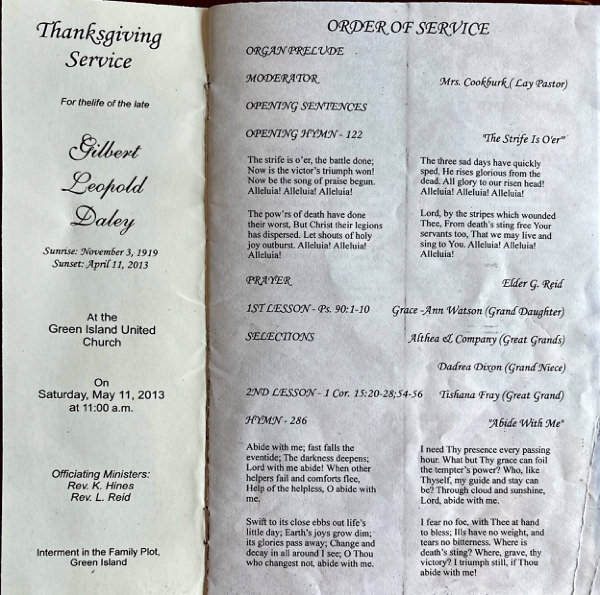 Thanksgiving
Service
For thelife of the late
Gilbert
Leopold
Daley
Sunrise: November 3, 1919
Sunset: April 11, 2013
At the
Green Island United
Church
On
Saturday, May 11, 2013
at 11:00 a.m.
Officiating Ministers:
Rev. K. Hines
Rev. L. Reid
Interment in the Family Plot,
Green Island
ORDER OF SERVICE
ORGAN PRELUDE
MODERATOR Mrs. Cookburk ( Lay Pastor)
OPENING SENTENCES
OPENING HYMN - 122 "The Strife Is O'er"
The strife is o'er, the battle done;
Now is the victor's triumph won!
Now be the song of praise begun.
Alleluia! Alleluia! Alleluia!
The pow'rs of death have done
their worst, But Christ their legions
has dispersed. Let shouts of holy
joy outburst. Alleluia! Alleluia!
Alleluia!
The three sad days have quickly
sped, He rises glorious from the
dead. All glory to our risen head!
Alleluia! Alleluia! Alleluia!
Lord, by the stripes which wounded
Thee, From death's sting free Your
servants too, That we may live and
sing to You. Alleluia! Alleluia!
Alleluia!
PRAYER Elder G. Reid
1ST LESSON - Ps. 90:1-10 Grace -Ann Watson (Grand Daughter)
SELECTIONS Althea & Company (Great Grands)
Dadrea Dixon (Grand Niece)
2ND LESSON - 1 Cor. 15:20-28;54-56 Tishana Fray (Great Grand)
HYMN - 286 "Abide With Me"
Abide with me; fast falls the
eventide; The darkness deepens;
Lord with me abide! When other
helpers fail and comforts flee,
Help of the helpless, O abide with
me.
Swift to its close ebbs out life's
little day; Earth's joys grow dim;
its glories pass away; Change and
decay in all around I see; O Thou
who changest not, abide with me.
I need Thy presence every passing
hour. What but Thy grace can foil
the tempter's power? Who, like
Thyself, my guide and stay can
be? Through cloud and sunshine,
Lord, abide with me.
I fear no foe, with Thee at hand
to bless; Ills have no weight, and
tears no bitterness. Where is
death's sting? Where, grave, thy
victory? I triumph still, if Thou
abide with me!